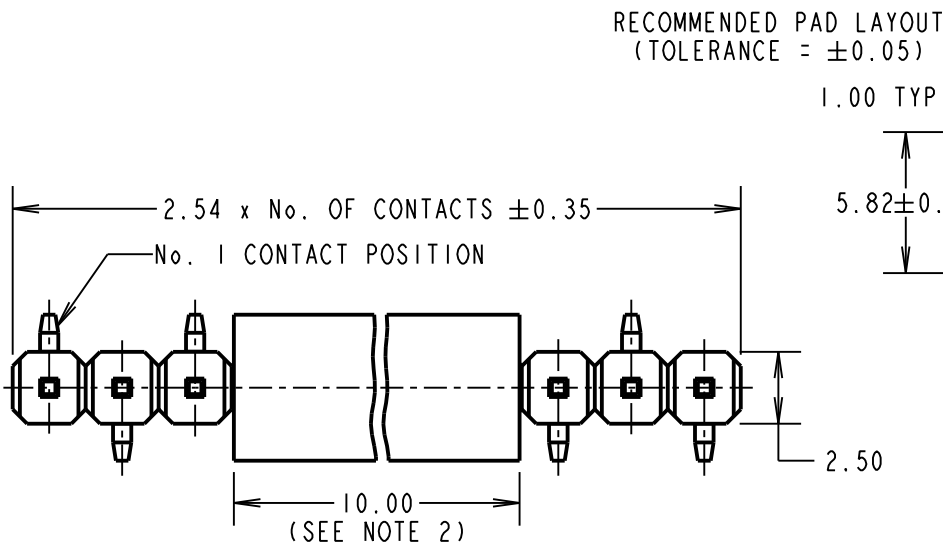 RECOMMENDED PAD LAYOUT
(TOLERANCE = ±0.05)
1.00 TYP
2.54 x No. OF CONTACTS ±0.35
5.82±0.
No. 1 CONTACT POSITION
2.50
10.00
(SEE NOTE 2)